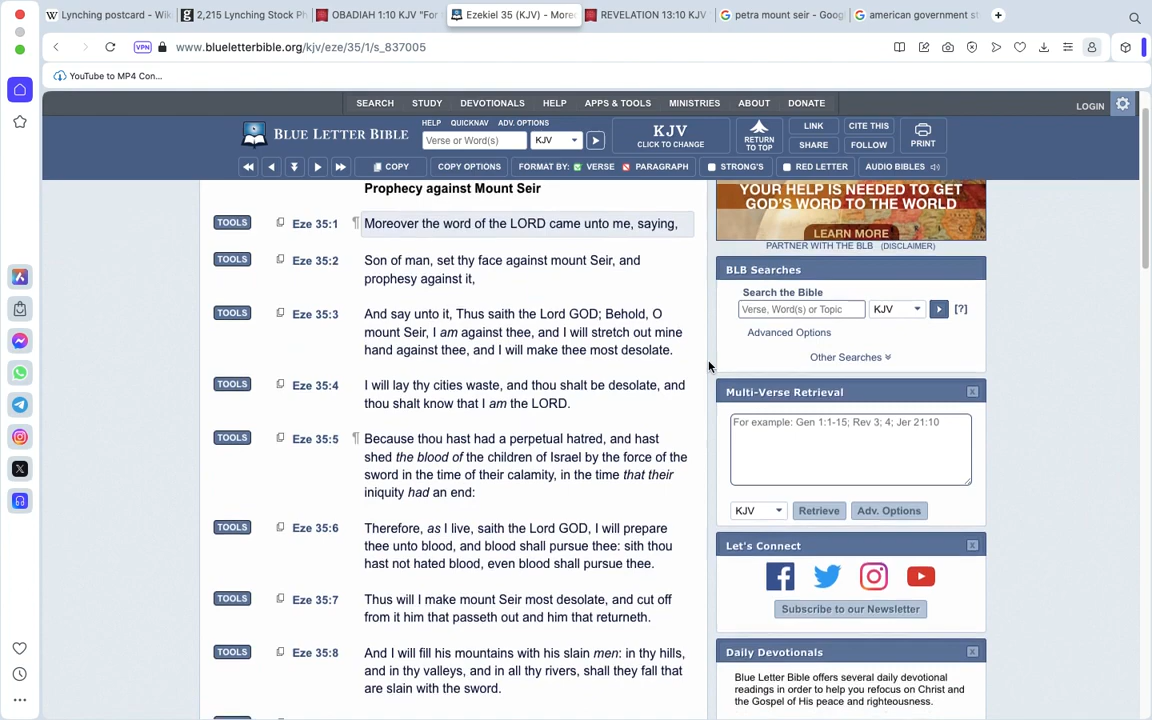 Lynching postcard - Wik
2,215 Lynching Stock Ph
OBADIAH 1:10 KJV "For
Ezekiel 35 (KJV) - More
REVELATION 13:10 KJV
petra mount seir - Goog
american government st
VPN
www.blueletterbible.org/kjv/eze/35/1/s_837005
YouTube to MP4 Con...
SEARCH STUDY DEVOTIONALS HELP APPS & TOOLS MINISTRIES ABOUT DONATE
LOGIN
BLUE LETTER BIBLE
HELP QUICKNAV ADV. OPTIONS
Verse or Word(s)
KJV
KJV
CLICK TO CHANGE
RETURN
TO TOP
LINK
SHARE
CITE THIS
FOLLOW
PRINT
COPY
COPY OPTIONS
FORMAT BY: VERSE PARAGRAPH
STRONG'S
RED LETTER
AUDIO BIBLES
Prophecy against Mount Seir
TOOLS Eze 35:1 ¶ Moreover the word of the LORD came unto me, saying,
TOOLS Eze 35:2 Son of man, set thy face against mount Seir, and
prophesy against it,
TOOLS Eze 35:3 And say unto it, Thus saith the Lord GOD; Behold, O
mount Seir, I am against thee, and I will stretch out mine
hand against thee, and I will make thee most desolate.
TOOLS Eze 35:4 I will lay thy cities waste, and thou shalt be desolate, and
thou shalt know that I am the LORD.
TOOLS Eze 35:5 ¶ Because thou hast had a perpetual hatred, and hast
shed the blood of the children of Israel by the force of the
sword in the time of their calamity, in the time that their
iniquity had an end:
TOOLS Eze 35:6 Therefore, as I live, saith the Lord GOD, I will prepare
thee unto blood, and blood shall pursue thee: sith thou
hast not hated blood, even blood shall pursue thee.
TOOLS Eze 35:7 Thus will I make mount Seir most desolate, and cut off
from it him that passeth out and him that returneth.
TOOLS Eze 35:8 And I will fill his mountains with his slain men: in thy hills,
and in thy valleys, and in all thy rivers, shall they fall that
are slain with the sword.
YOUR HELP IS NEEDED TO GET
GOD'S WORD TO THE WORLD
LEARN MORE
PARTNER WITH THE BLB (DISCLAIMER)
BLB Searches
Search the Bible
Verse, Word(s) or Topic
KJV
[?]
Advanced Options
Other Searches
Multi-Verse Retrieval
For example: Gen 1:1-15; Rev 3; 4; Jer 21:10
KJV
Retrieve
Adv. Options
Let's Connect
Subscribe to our Newsletter
Daily Devotionals
Blue Letter Bible offers several daily devotional
readings in order to help you refocus on Christ and
the Gospel of His peace and righteousness.